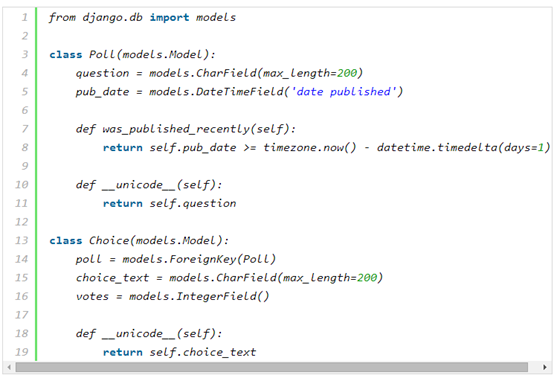 1 from django.db import models
2
3 class Poll(models.Model):
4     question = models.CharField(max_length=200)
5     pub_date = models.DateTimeField('date published')
6
7     def was_published_recently(self):
8         return self.pub_date >= timezone.now() - datetime.timedelta(days=1)
9
10     def __unicode__(self):
11         return self.question
12
13 class Choice(models.Model):
14     poll = models.ForeignKey(Poll)
15     choice_text = models.CharField(max_length=200)
16     votes = models.IntegerField()
17
18     def __unicode__(self):
19         return self.choice_text